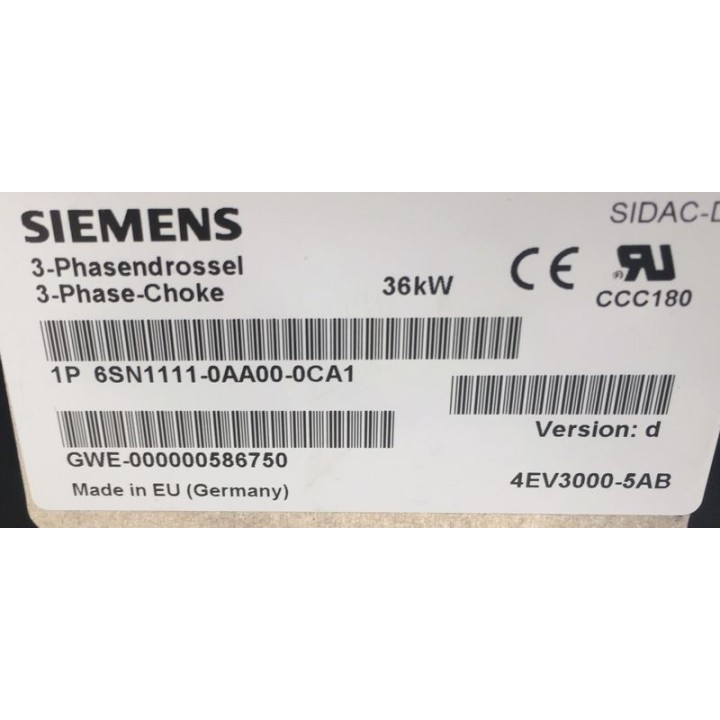 SIEMENS
SIDAC-D
3-Phasendrossel
3-Phase-Choke
36kW
CE
RU
CCC180
1P 6SN1111-0AA00-0CA1
Version: d
GWE-000000586750
Made in EU (Germany)
4EV3000-5AB